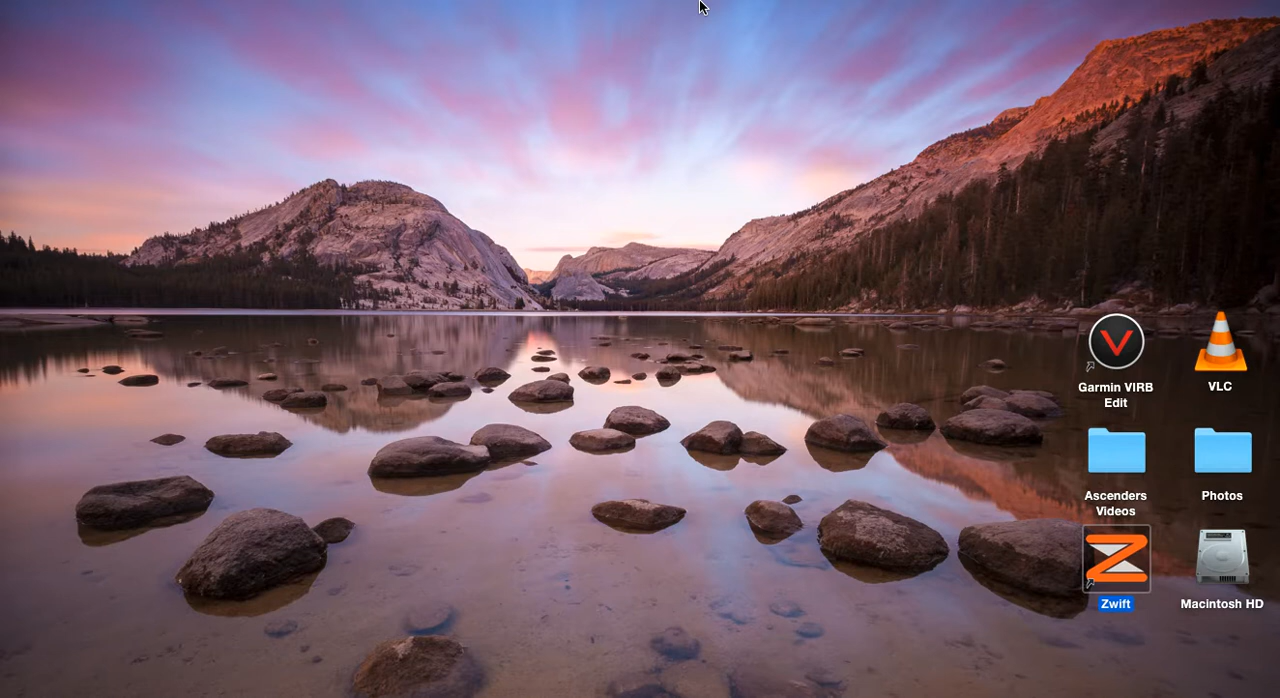 Garmin VIRB
Edit
VLC
Ascenders
Videos
Photos
Zwift
Macintosh HD